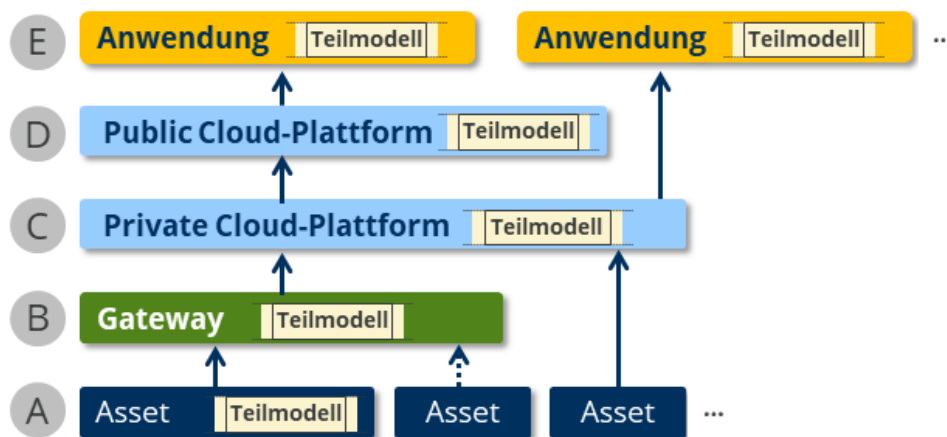 E Anwendung Teilmodell Anwendung Teilmodell ..
D Public Cloud-Plattform Teilmodell
C Private Cloud-Plattform Teilmodell
B Gateway Teilmodell
A Asset Teilmodell Asset Asset ...